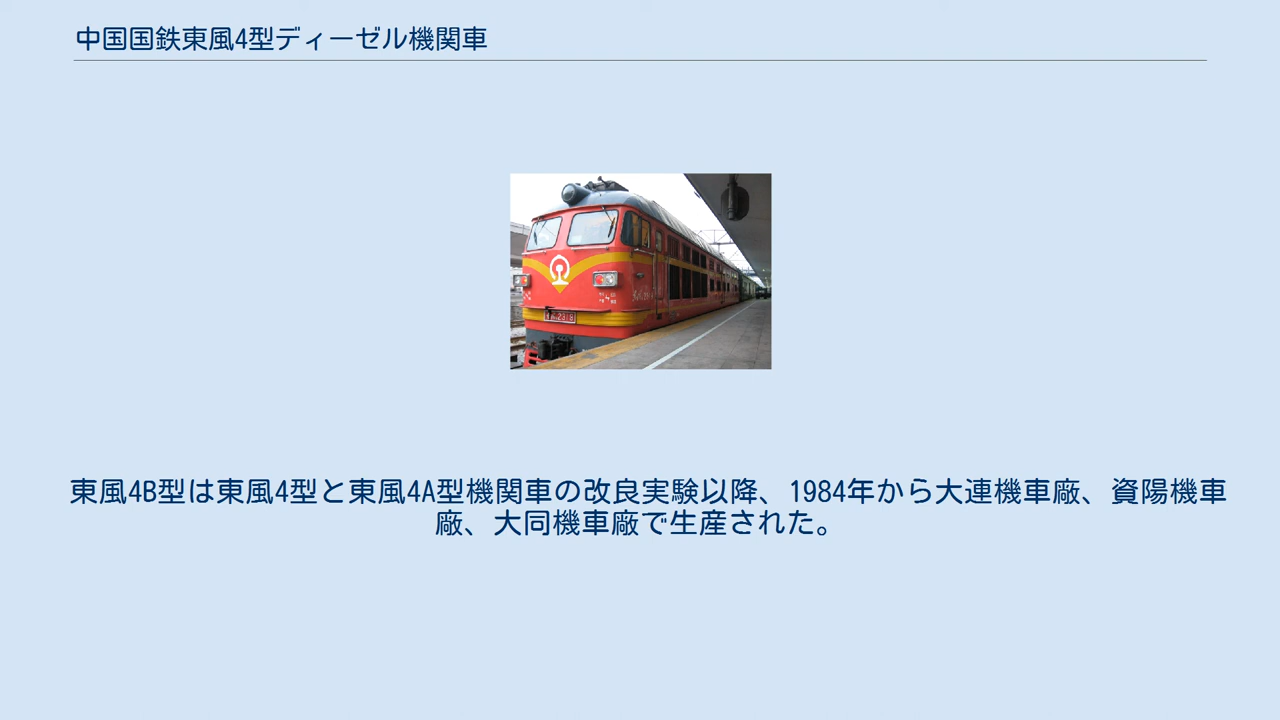 中国国鉄東風4型ディーゼル機関車
東風4B型は東風4型と東風4A型機関車の改良実験以降、1984年から大連機車廠、資陽機車
廠、大同機車廠で生産された。